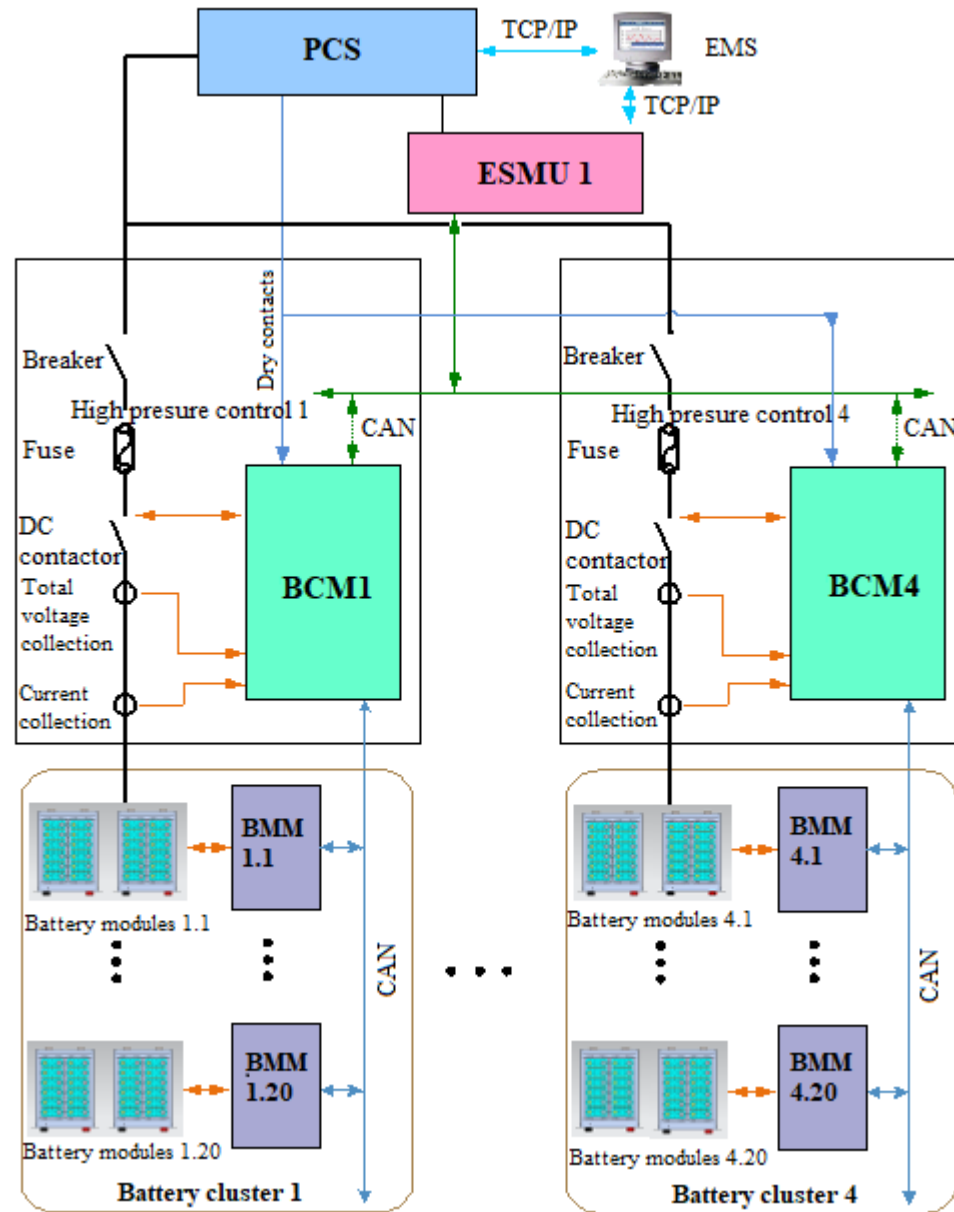 PCS
TCP/IP
EMS
TCP/IP
ESMU 1
Dry contacts
Breaker
High presure control 1
CAN
Fuse
DC
contactor
BCM1
Total
voltage
collection
Current
collection
Breaker
High presure control 4
CAN
Fuse
DC
contactor
BCM4
Total
voltage
collection
Current
collection
BMM
1.1
Battery modules 1.1
CAN
BMM
1.20
Battery modules 1.20
Battery cluster 1
BMM
4.1
Battery modules 4.1
CAN
BMM
4.20
Battery modules 4.20
Battery cluster 4